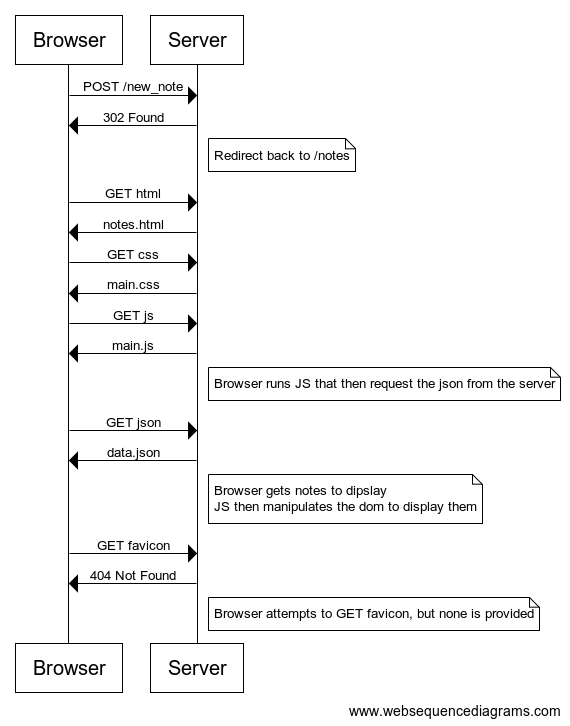 Browser
Server
POST /new_note
302 Found
Redirect back to /notes
GET html
notes.html
GET css
main.css
GET js
main.js
Browser runs JS that then request the json from the server
GET json
data.json
Browser gets notes to dipslay
JS then manipulates the dom to display them
GET favicon
404 Not Found
Browser attempts to GET favicon, but none is provided
Browser
Server
www.websequencediagrams.com